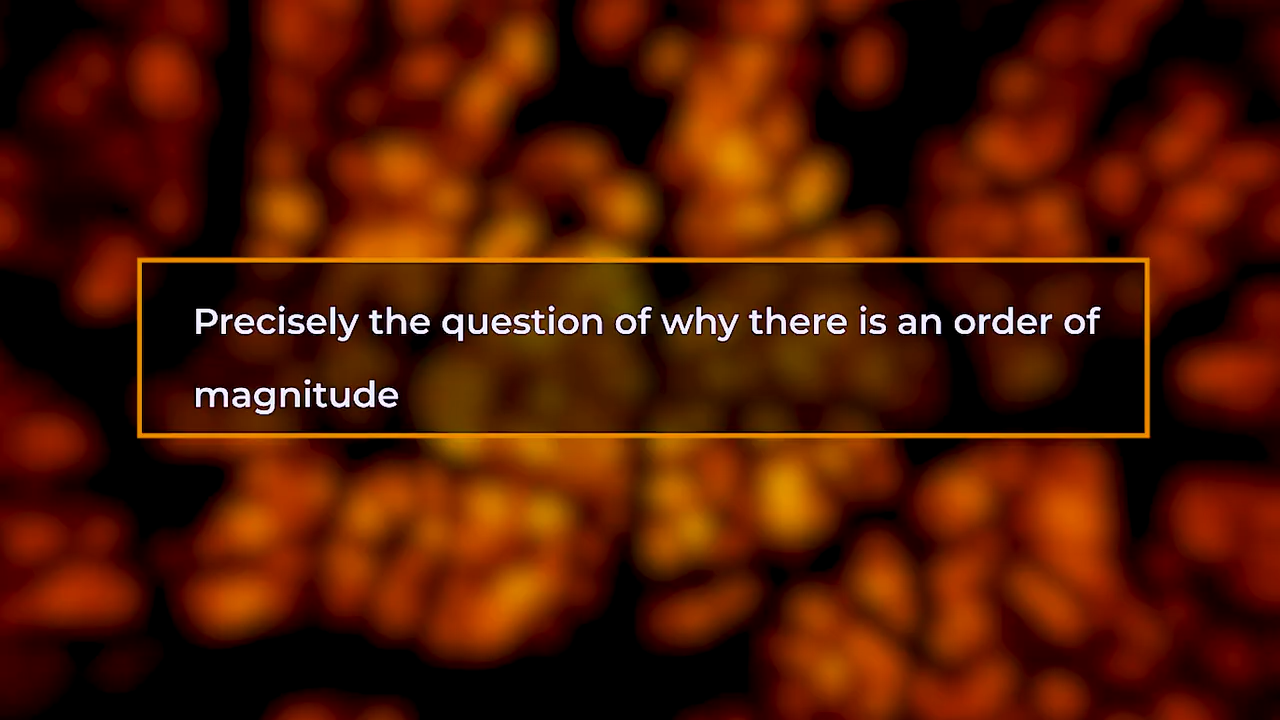 Precisely the question of why there is an order of
magnitude